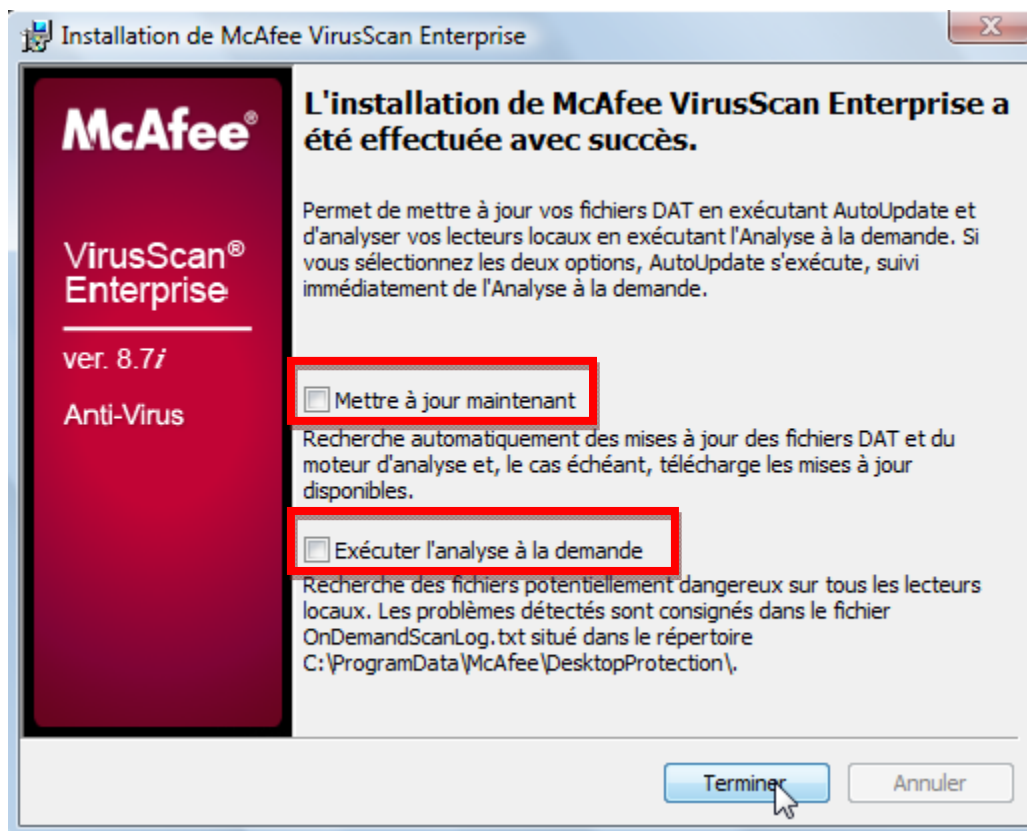 Installation de McAfee VirusScan Enterprise
McAfee®
VirusScan®
Enterprise
ver. 8.7i
Anti-Virus
L'installation de McAfee VirusScan Enterprise a
été effectuée avec succès.
Permet de mettre à jour vos fichiers DAT en exécutant AutoUpdate et
d'analyser vos lecteurs locaux en exécutant l'Analyse à la demande. Si
vous sélectionnez les deux options, AutoUpdate s'exécute, suivi
immédiatement de l'Analyse à la demande.
Mettre à jour maintenant
Recherche automatiquement des mises à jour des fichiers DAT et du
moteur d'analyse et, le cas échéant, télécharge les mises à jour
disponibles.
Exécuter l'analyse à la demande
Recherche des fichiers potentiellement dangereux sur tous les lecteurs
locaux. Les problèmes détectés sont consignés dans le fichier
OnDemandScanLog.txt situé dans le répertoire
C:\ProgramData\McAfee\DesktopProtection\.
Terminer
Annuler